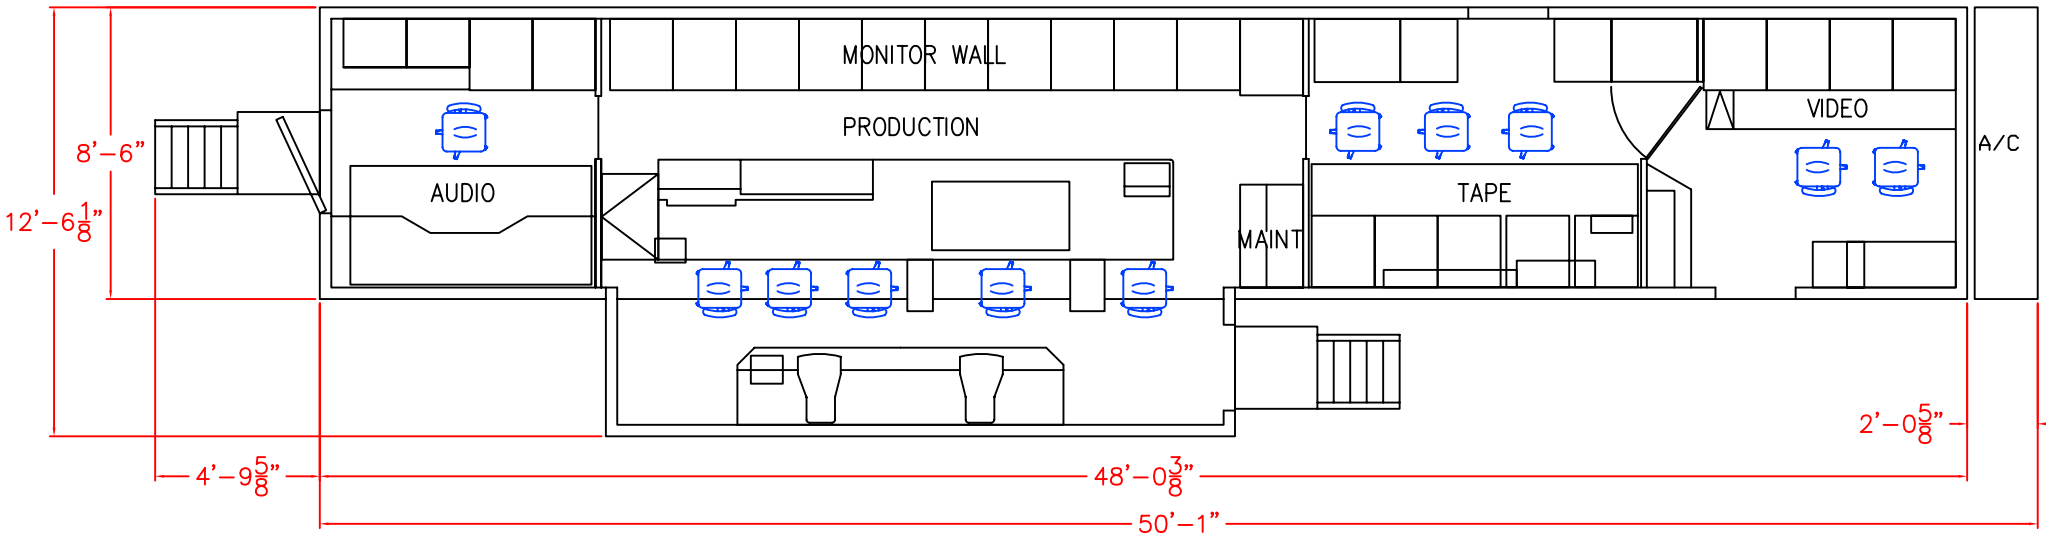 MONITOR WALL
PRODUCTION
VIDEO
A/C
8'-6"
AUDIO
TAPE
12'-6 1/8"
MAINT
2'-0 5/8"
4'-9 5/8"
48'-0 3/8"
50'-1"